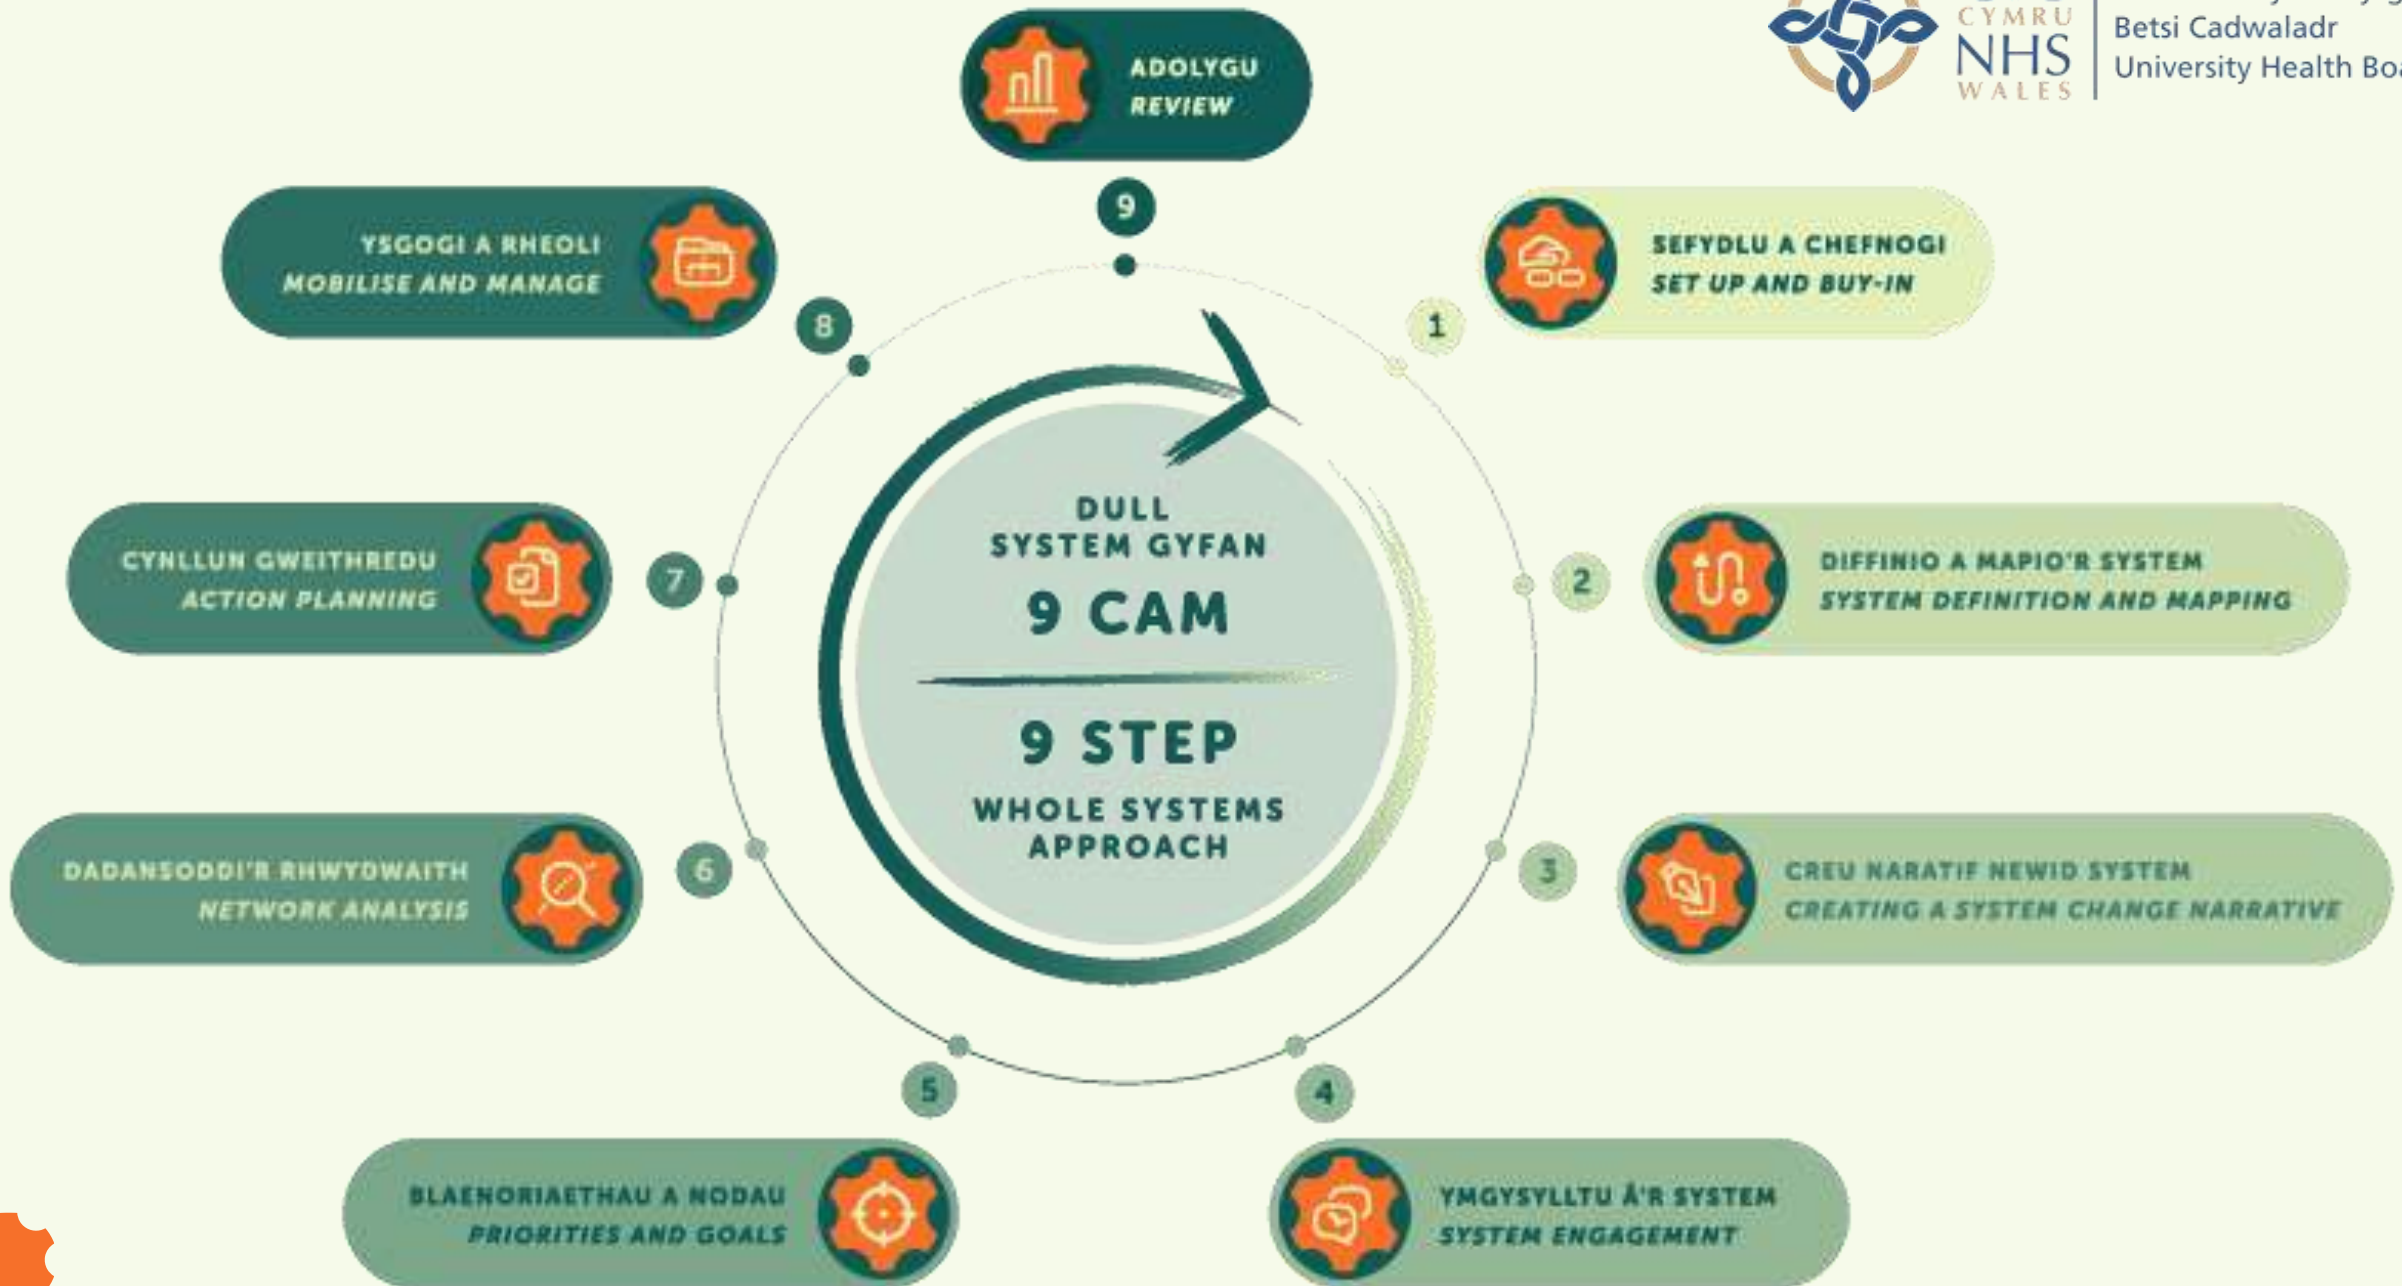 CYMRU
NHS
WALES
Betsi Cadwaladr
University Health
ADOLYGU
REVIEW
9
SEFYDLU A CHEFNOGI
SET UP AND BUY-IN
1
DIFFINIO A MAPIO'R SYSTEM
SYSTEM DEFINITION AND MAPPING
2
CREU NARATIF NEWID SYSTEM
CREATING A SYSTEM CHANGE NARRATIVE
3
YMGYSYLLTU Â'R SYSTEM
SYSTEM ENGAGEMENT
4
BLAENORIAETHAU A NODAU
PRIORITIES AND GOALS
5
DADANSODDI'R RHWYDWAITH
NETWORK ANALYSIS
6
CYNLLUN GWEITHREDU
ACTION PLANNING
7
YSGOGI A RHEOLI
MOBILISE AND MANAGE
8
DULL
SYSTEM GYFAN
9 CAM
9 STEP
WHOLE SYSTEMS
APPROACH